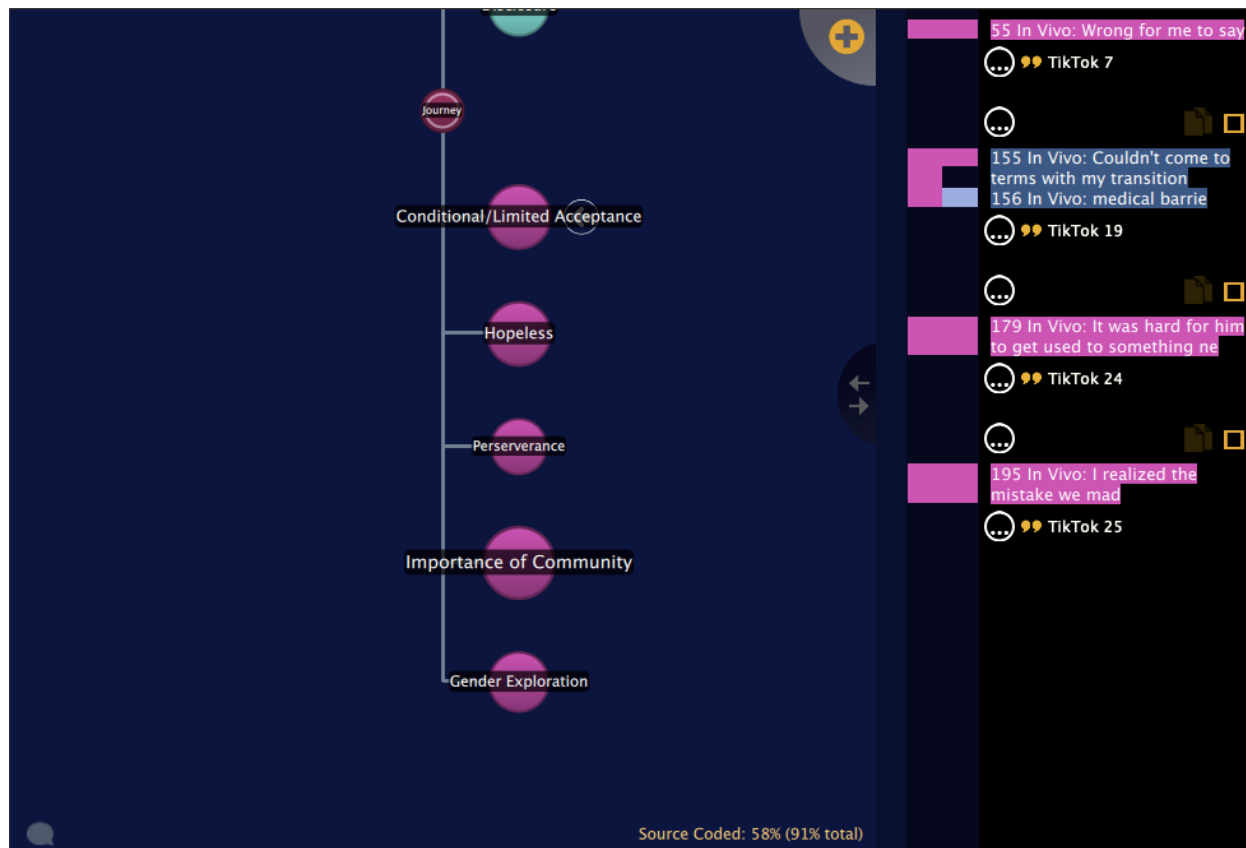 Journey
Conditional/Limited Acceptance
Hopeless
Perserverance
Importance of Community
Gender Exploration
Source Coded: 58% (91% total)
55 In Vivo: Wrong for me to say
TikTok 7
155 In Vivo: Couldn't come to
terms with my transition
156 In Vivo: medical barrie
TikTok 19
179 In Vivo: It was hard for him
to get used to something ne
TikTok 24
195 In Vivo: I realized the
mistake we mad
TikTok 25